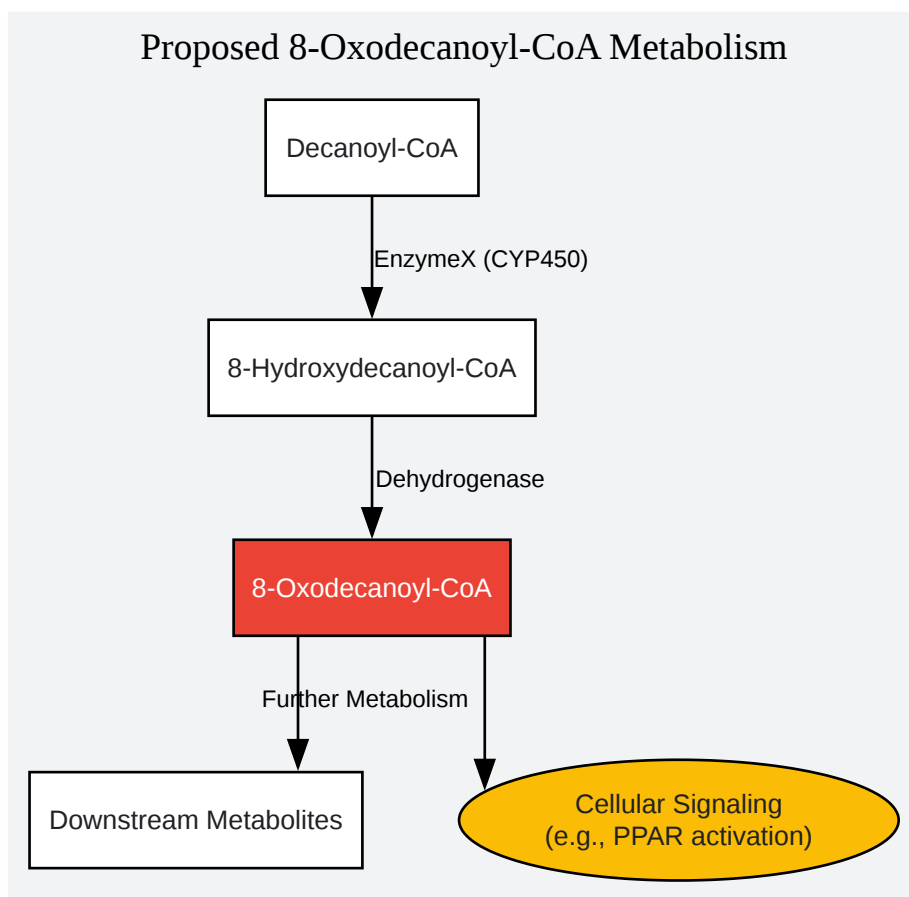 Proposed 8-Oxodecanoyl-CoA Metabolism
Decanoyl-CoA
EnzymeX (CYP450)
8-Hydroxydecanoyl-CoA
Dehydrogenase
8-Oxodecanoyl-CoA
Further Metabolism
Downstream Metabolites
Cellular Signaling
(e.g., PPAR activation)